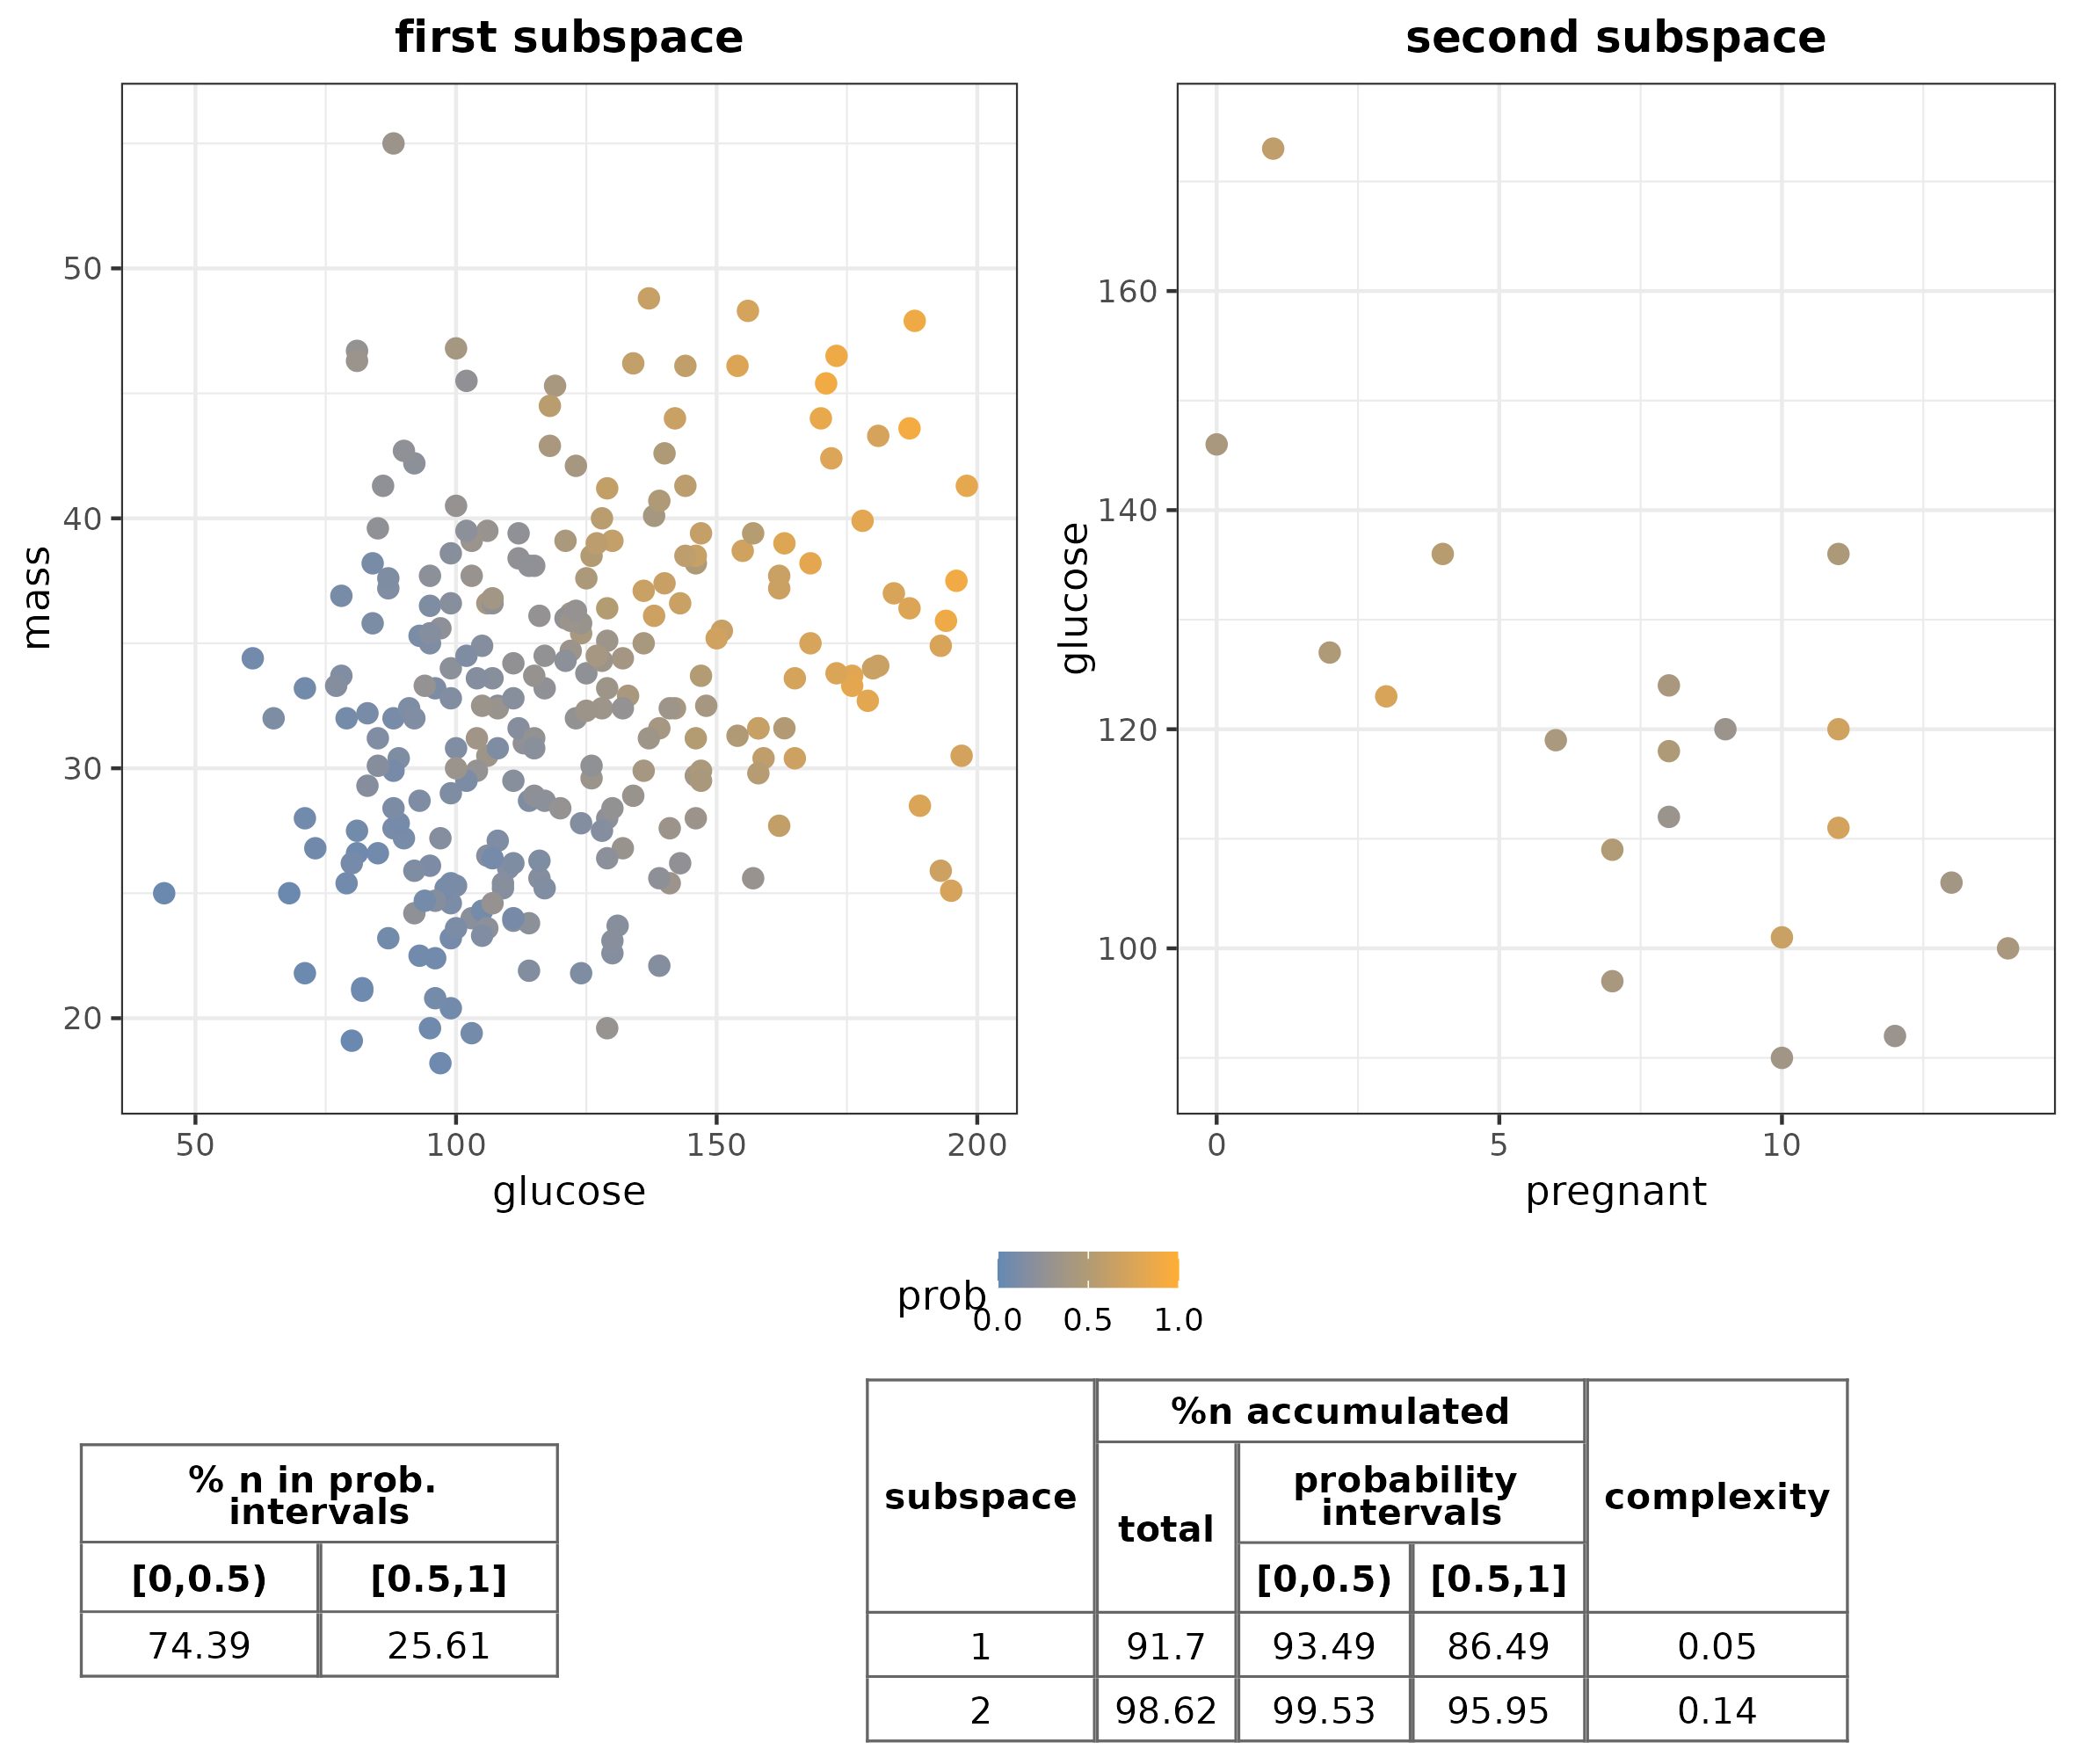 first subspace
second subspace
50
40
30
20
mass
50 100 150 200
glucose
160
140
120
100
glucose
0 5 10
pregnant
prob
0.0 0.5 1.0
% n in prob.
intervals
[0,0.5) [0.5,1]
74.39 25.61
subspace
%n accumulated
total
probability
intervals
[0,0.5) [0.5,1]
complexity
1 91.7 93.49 86.49 0.05
2 98.62 99.53 95.95 0.14